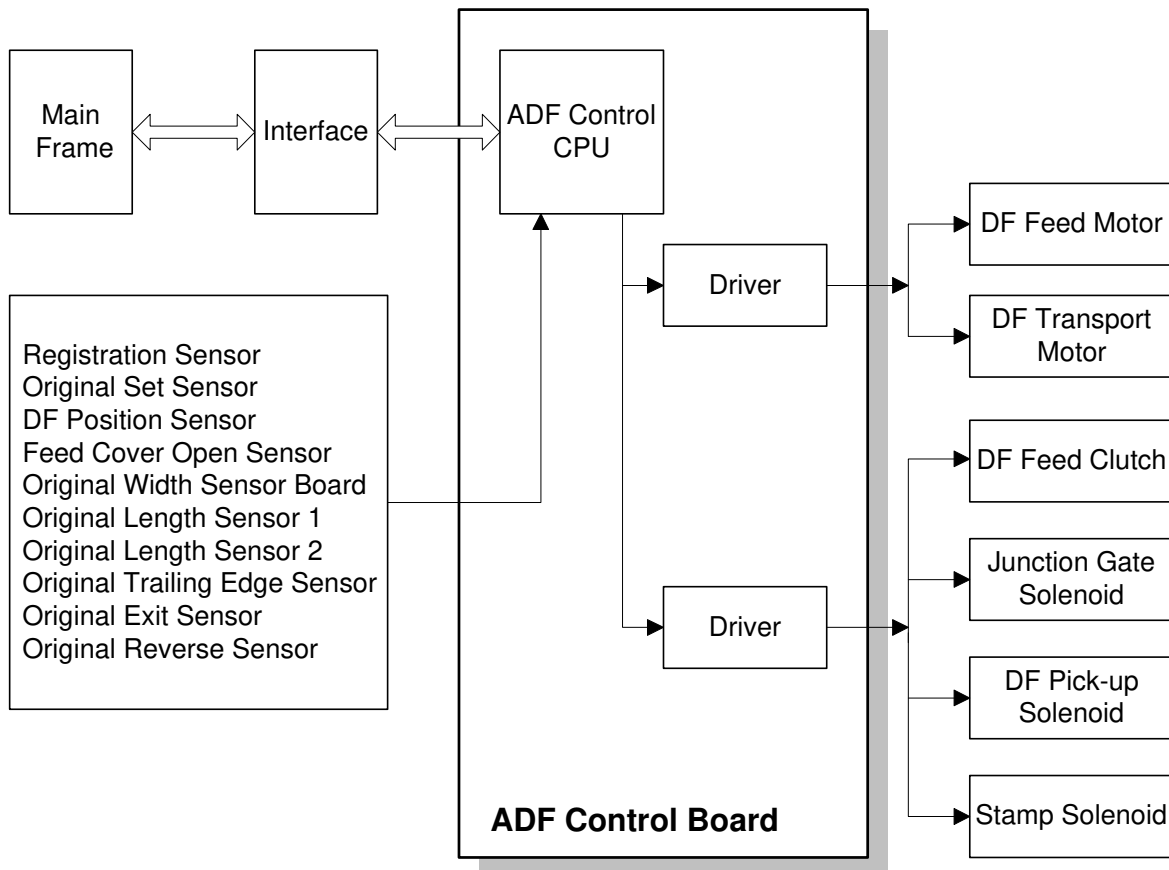 Main
Frame
Interface
ADF Control
CPU
Driver
DF Feed Motor
DF Transport
Motor
Registration Sensor
Original Set Sensor
DF Position Sensor
Feed Cover Open Sensor
Original Width Sensor Board
Original Length Sensor 1
Original Length Sensor 2
Original Trailing Edge Sensor
Original Exit Sensor
Original Reverse Sensor
Driver
DF Feed Clutch
Junction Gate
Solenoid
DF Pick-up
Solenoid
Stamp Solenoid
ADF Control Board